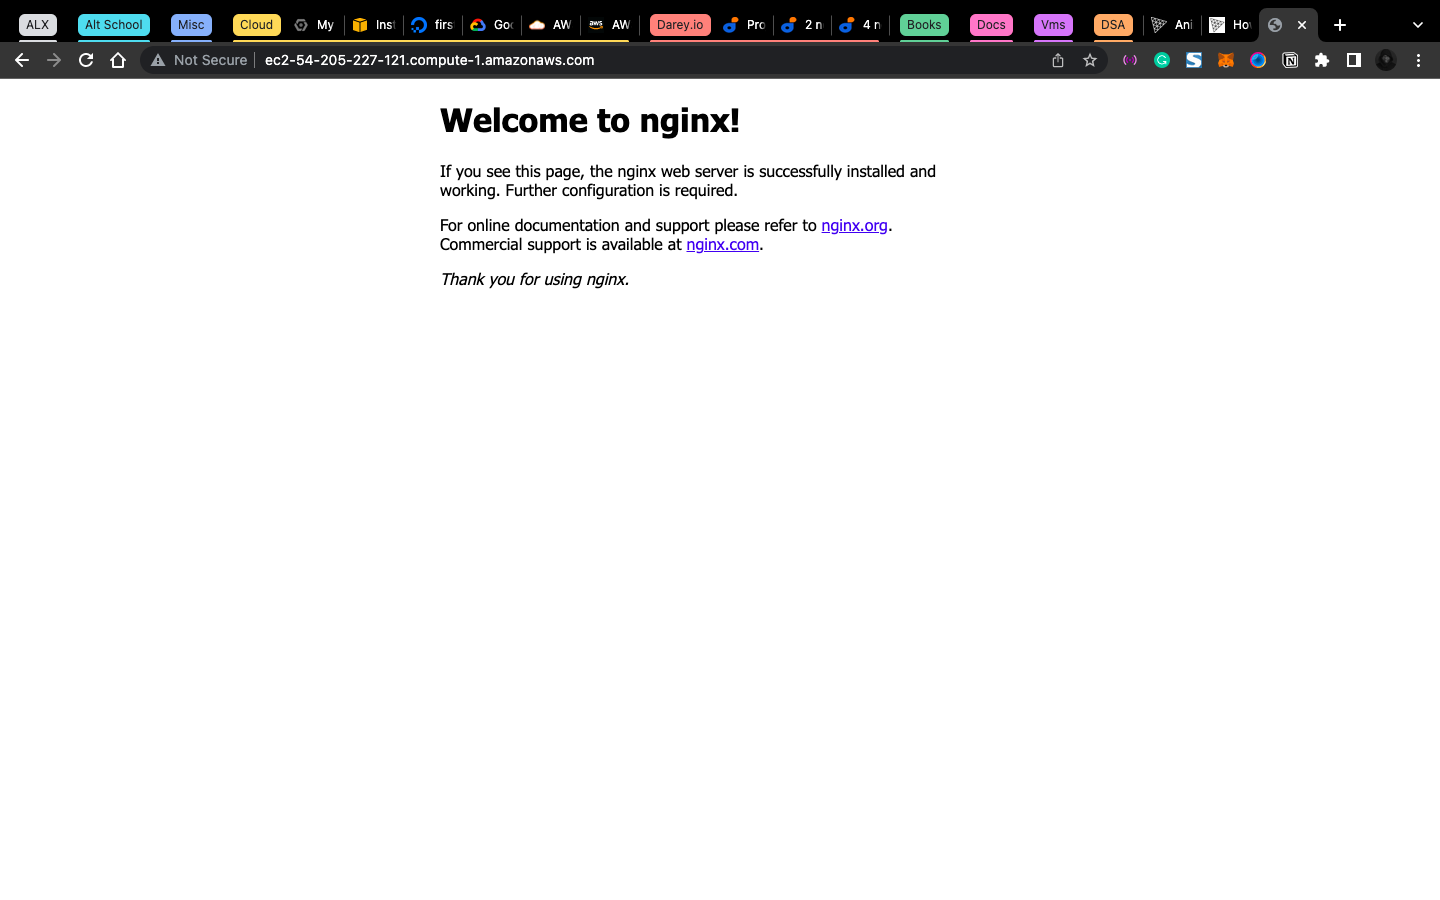 ALX Alt School Misc Cloud My Inst firs Goo AW aws AW Darey.io Pro 2 n 4 n Books Docs Vms DSA Ani Hov
Not Secure ec2-54-205-227-121.compute-1.amazonaws.com
Welcome to nginx!
If you see this page, the nginx web server is successfully installed and
working. Further configuration is required.
For online documentation and support please refer to nginx.org.
Commercial support is available at nginx.com.
Thank you for using nginx.